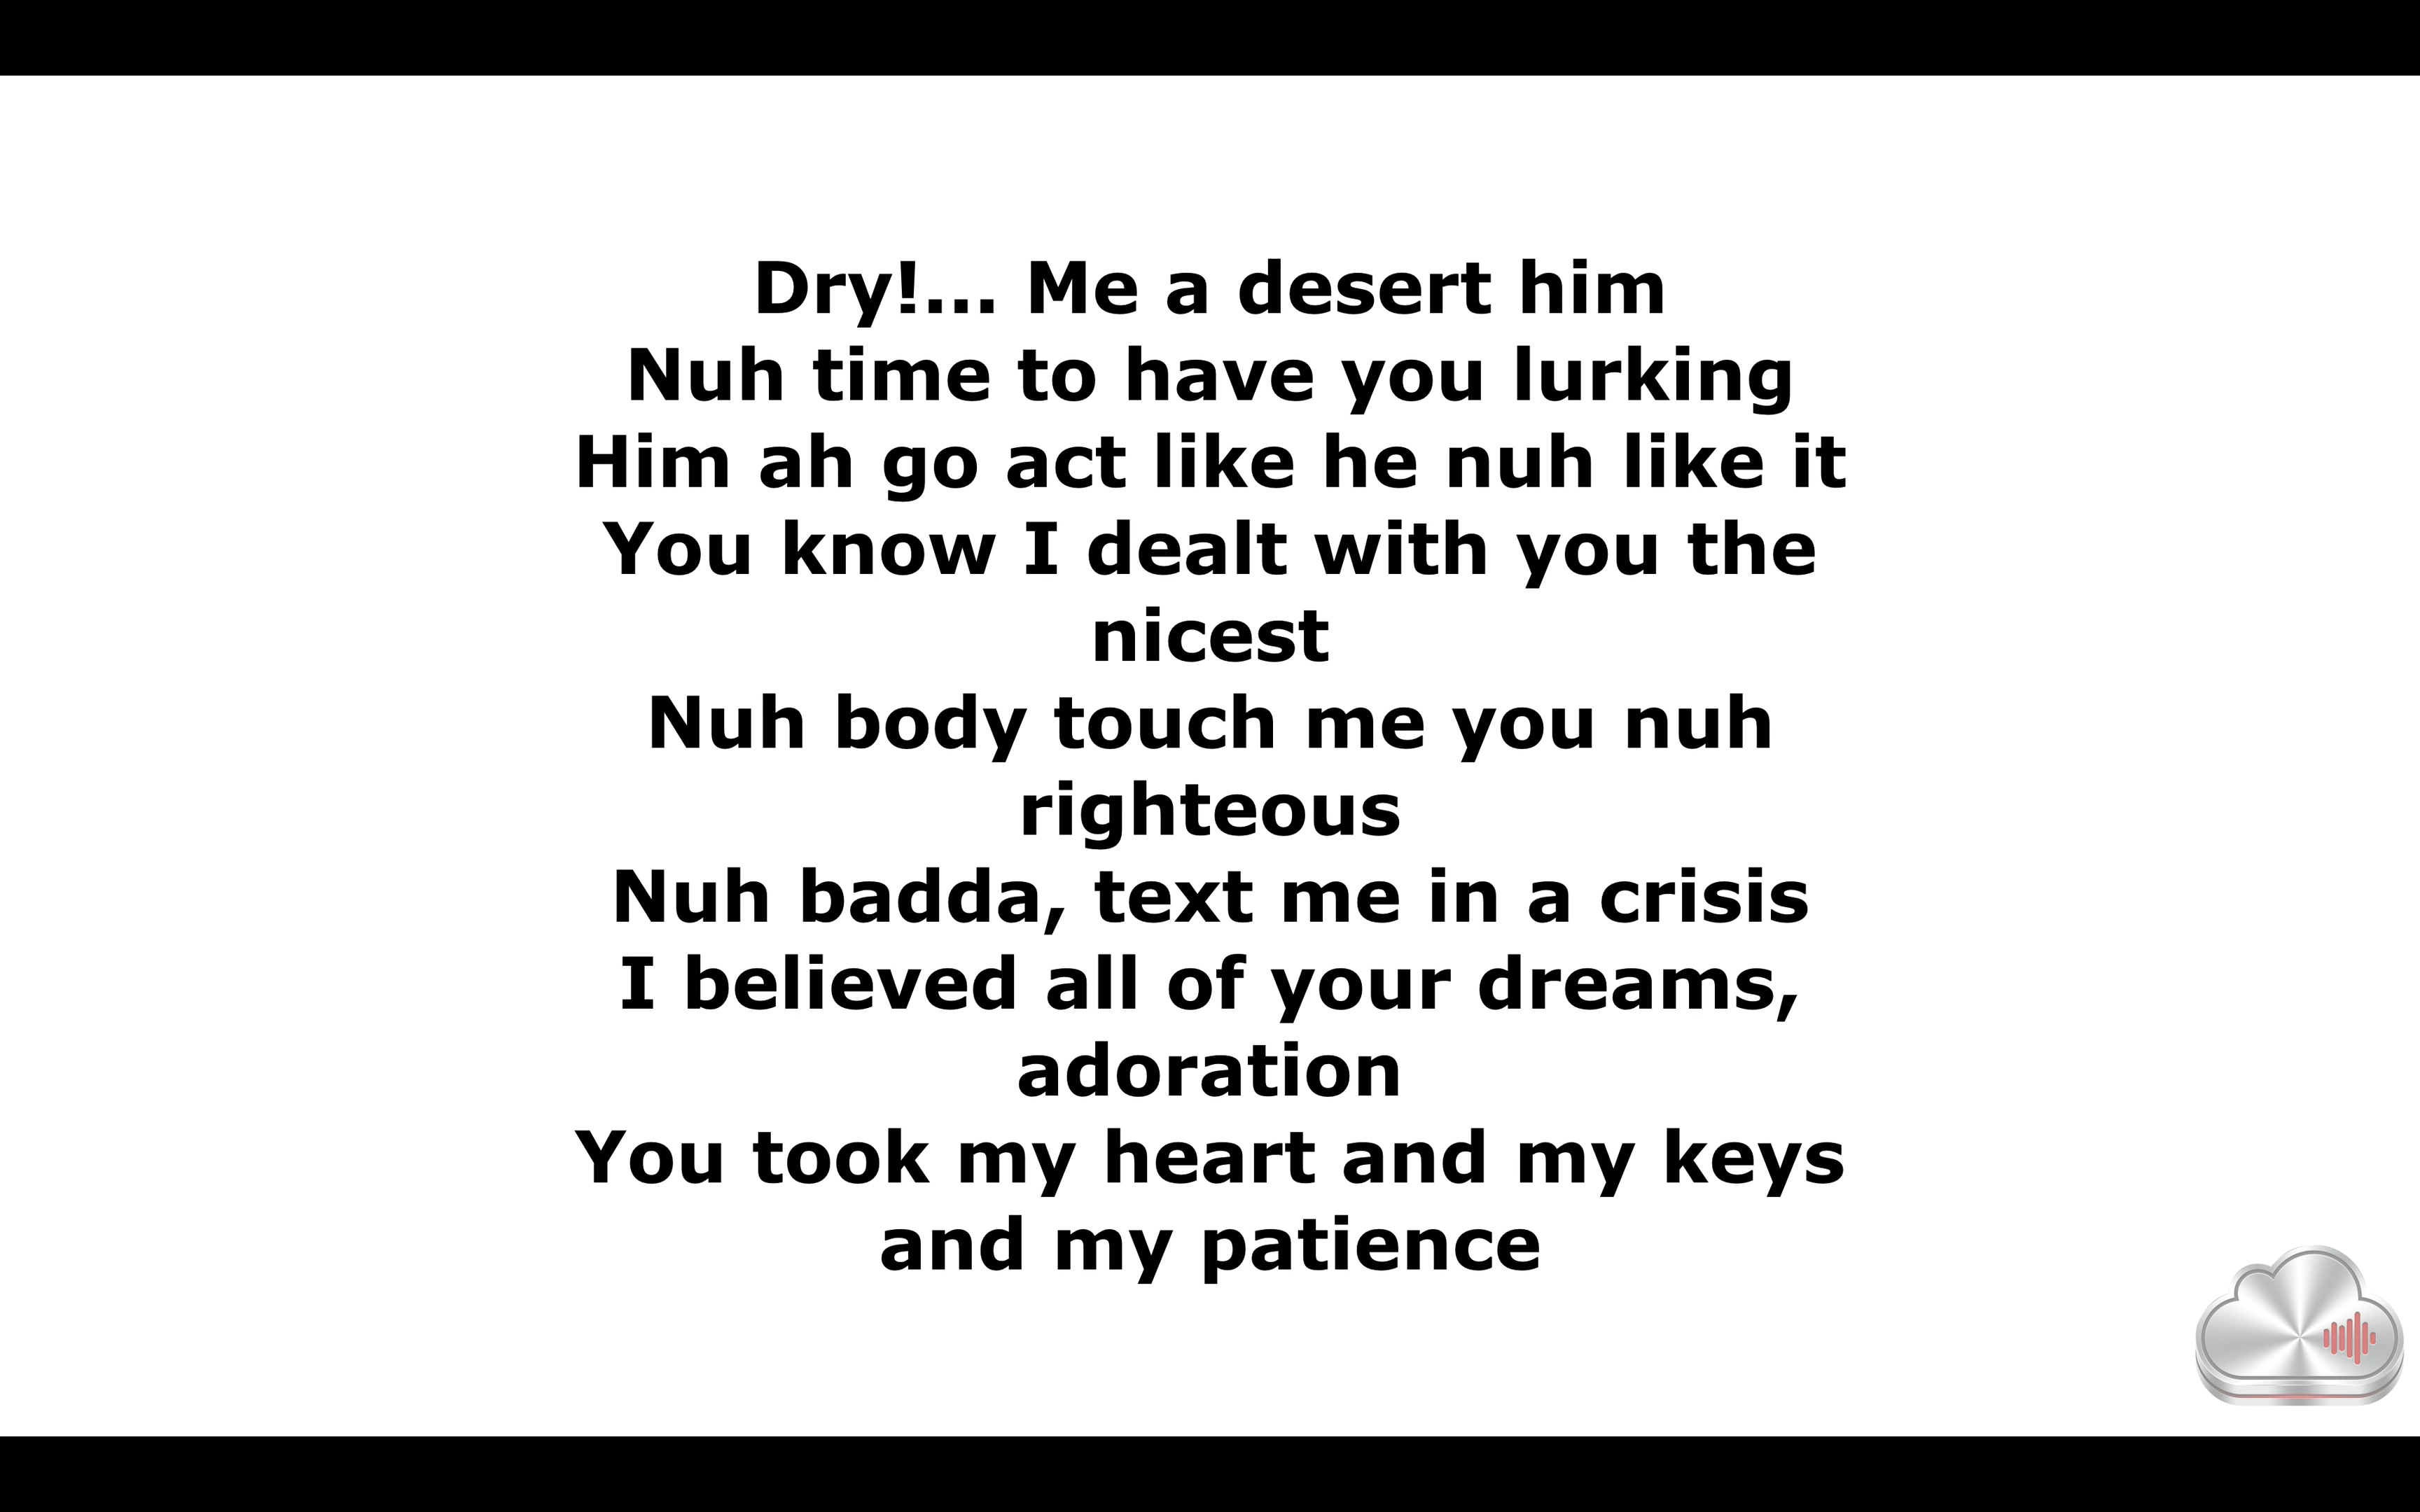 Dry!... Me a desert him
Nuh time to have you lurking
Him ah go act like he nuh like it
You know I dealt with you the
nicest
Nuh body touch me you nuh
righteous
Nuh badda, text me in a crisis
I believed all of your dreams,
adoration
You took my heart and my keys
and my patience